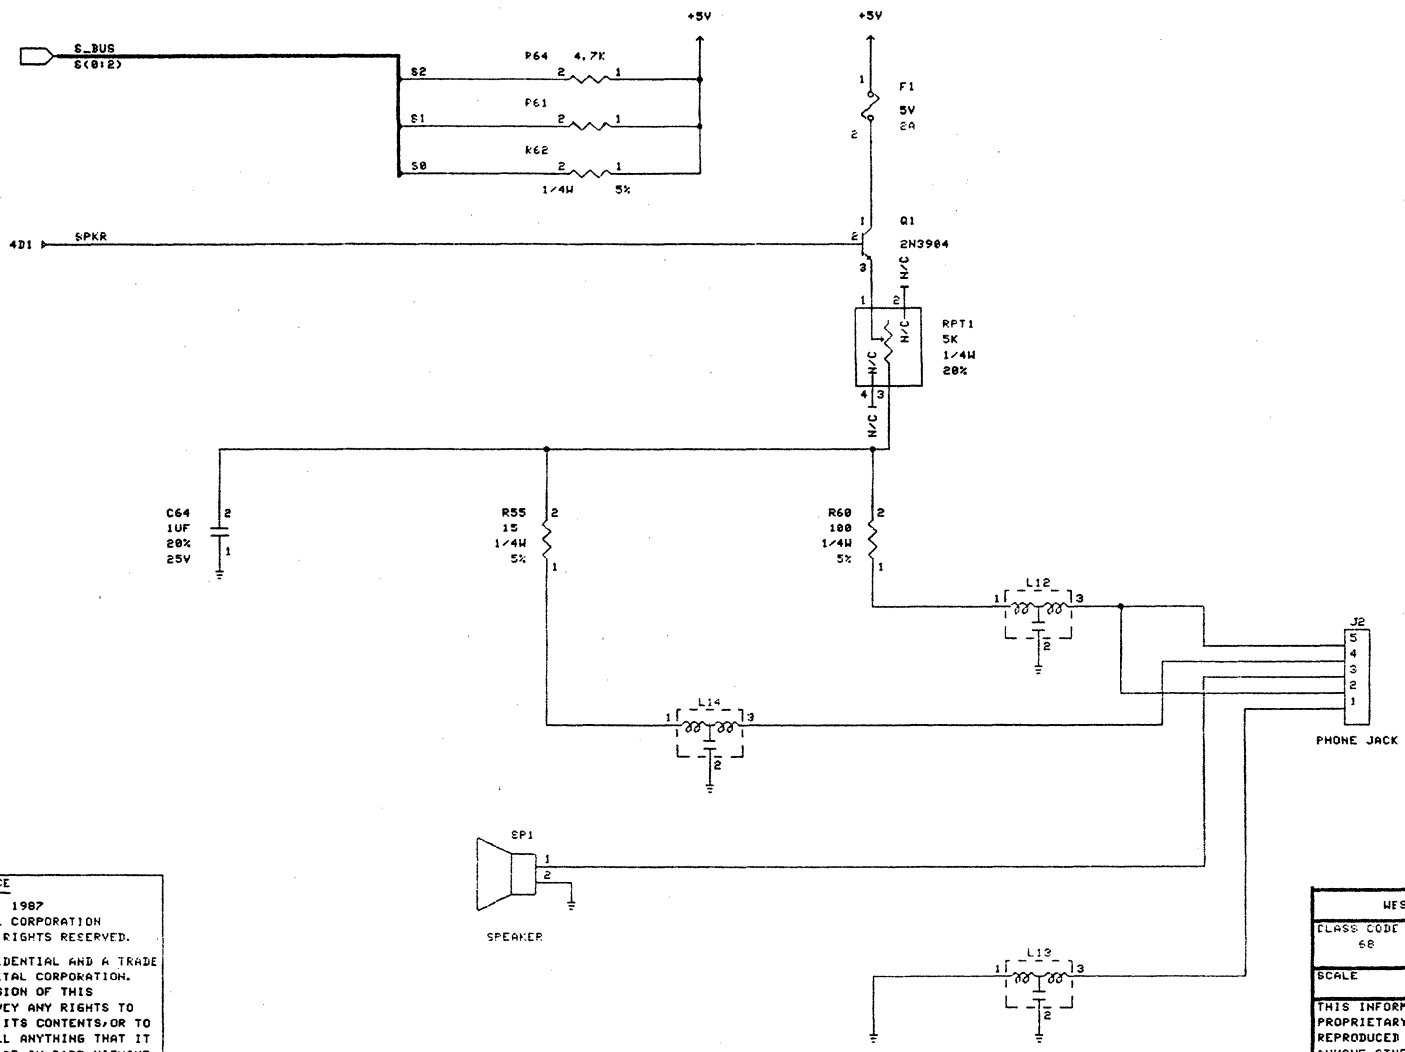 +5V
+5V
S_BUS
S(0:2)
R64 4.7K
S2
2 1
R61
S1
2 1
R62
S0
2 1
1/4W 5%
1
F1
5V
2A
2
4D1
SPKR
1
2
3
Q1
2N3904
N/C
1 2
N/C
N/C
4 3
N/C
RPT1
5K
1/4W
20%
C64
1UF
20%
25V
2
1
R55
15
1/4W
5%
2
1
R60
100
1/4W
5%
2
1
L12
1 3
2
J2
5
4
3
2
1
PHONE JACK
L14
1 3
2
SP1
1
2
SPEAKER
L13
1 3
2
CE
1987
CORPORATION
RIGHTS RESERVED.
IDENTIAL AND A TRADE
ITAL CORPORATION.
SION OF THIS
VEY ANY RIGHTS TO
ITS CONTENTS, OR TO
LL ANYTHING THAT IT
WES
CLASS CODE
68
SCALE
THIS INFORM
PROPRIETARY
REPRODUCED